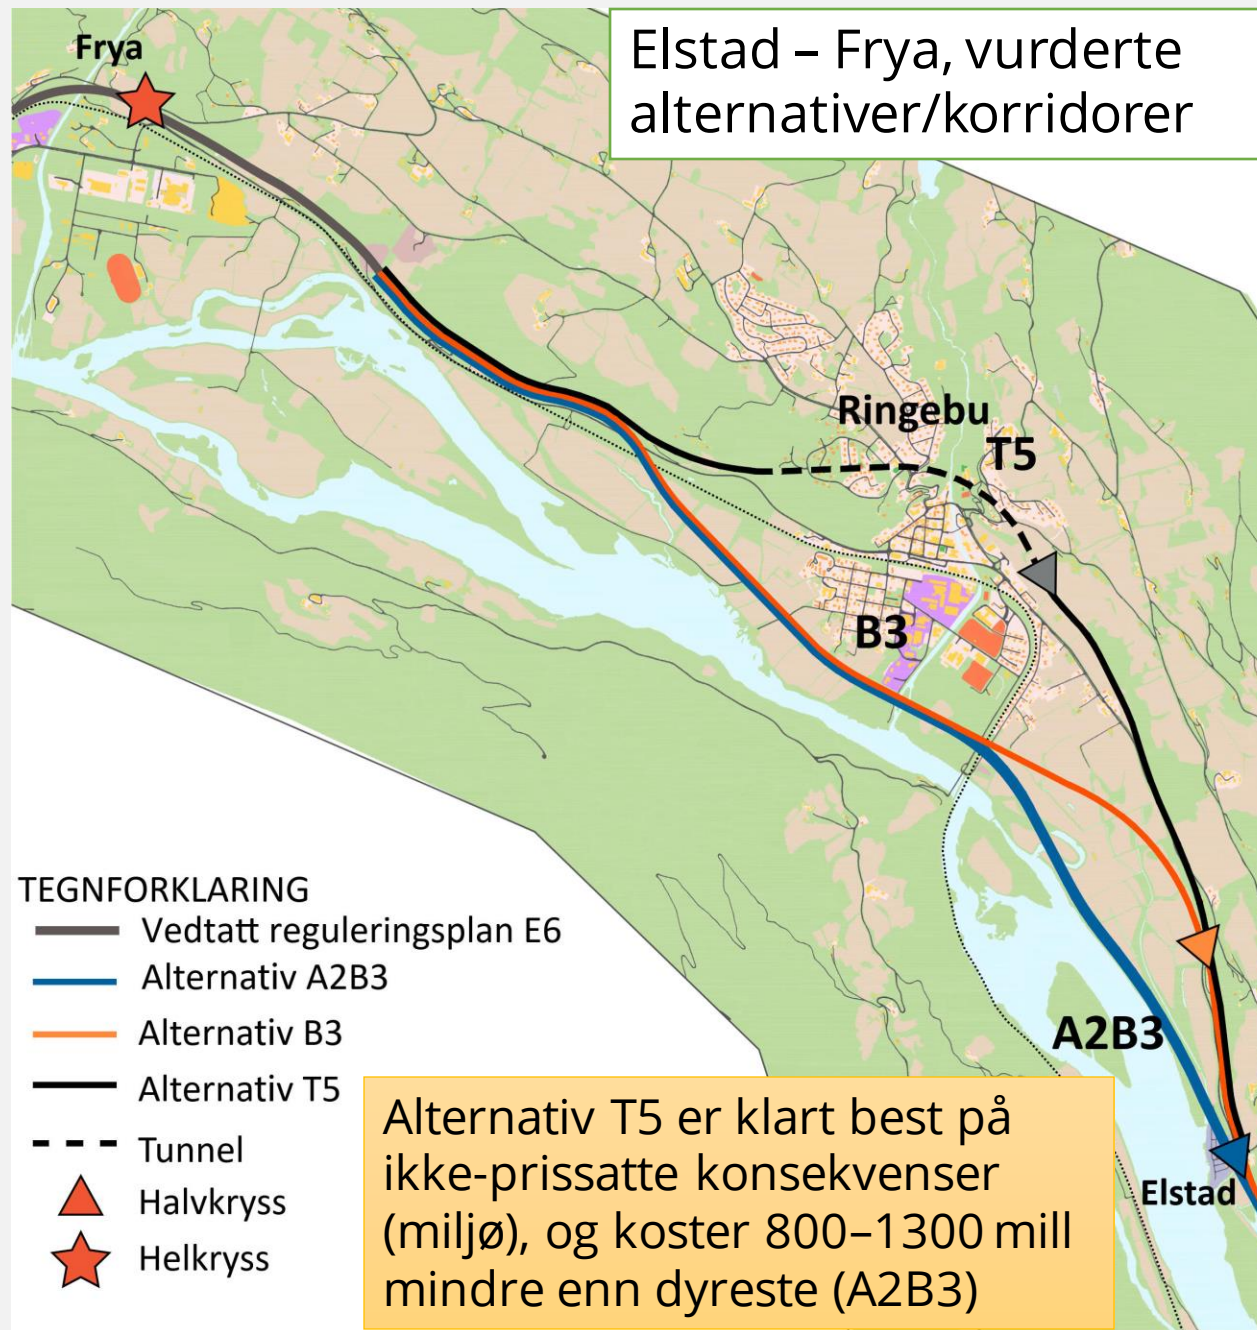 Elstad – Frya, vurderte
alternativer/korridorer
Frya
Ringebu
T5
B3
A2B3
Elstad
TEGNFORKLARING
Vedtatt reguleringsplan E6
Alternativ A2B3
Alternativ B3
Alternativ T5
Tunnel
Halvkryss
Helkryss
Alternativ T5 er klart best på
ikke-prissatte konsekvenser
(miljø), og koster 800–1300 mill
mindre enn dyreste (A2B3)